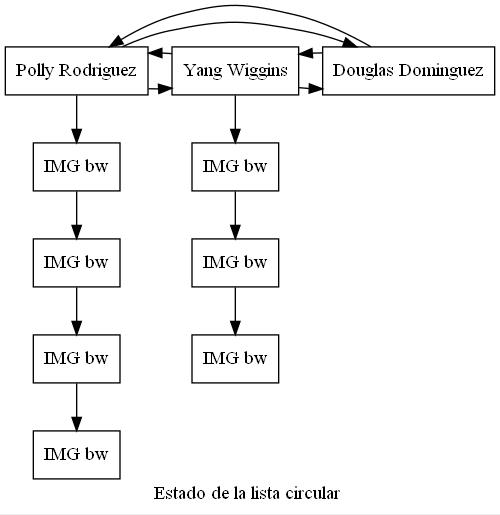 Polly Rodriguez Yang Wiggins Douglas Dominguez
IMG bw IMG bw
IMG bw IMG bw
IMG bw IMG bw
IMG bw
Estado de la lista circular